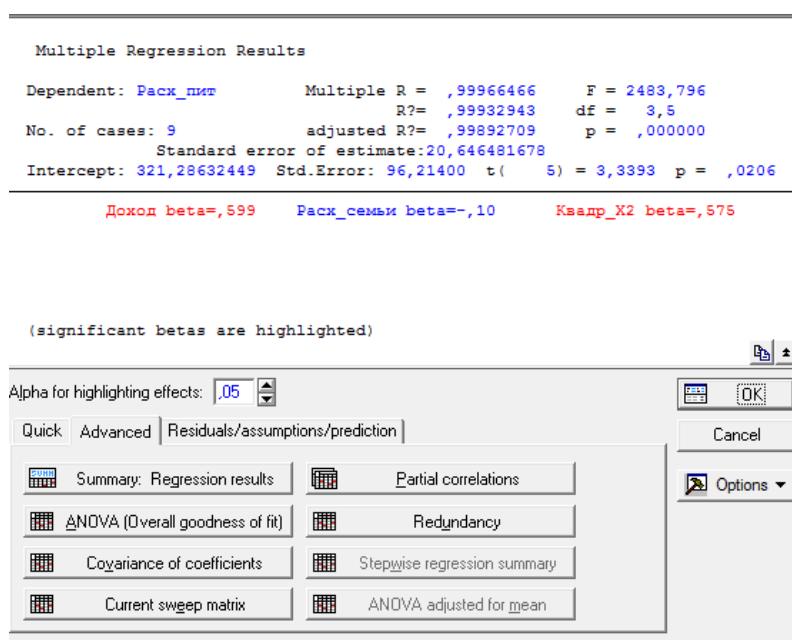 Multiple Regression Results
Dependent: Расх_пит Multiple R = ,99966466 F = 2483,796
R?= ,99932943 df = 3,5
No. of cases: 9 adjusted R?= ,99892709 p = ,000000
Standard error of estimate:20,646481678
Intercept: 321,28632449 Std.Error: 96,21400 t( 5) = 3,3393 p = ,0206
Доход beta=,599 Расх_семьи beta=-,10 Квадр_X2 beta=,575
(significant betas are highlighted)
Alpha for highlighting effects: ,05
OK
Quick Advanced Residuals/assumptions/prediction
Cancel
Summary: Regression results Partial correlations
Options
ANOVA (Overall goodness of fit) Redundancy
Covariance of coefficients Stepwise regression summary
Current sweep matrix ANOVA adjusted for mean